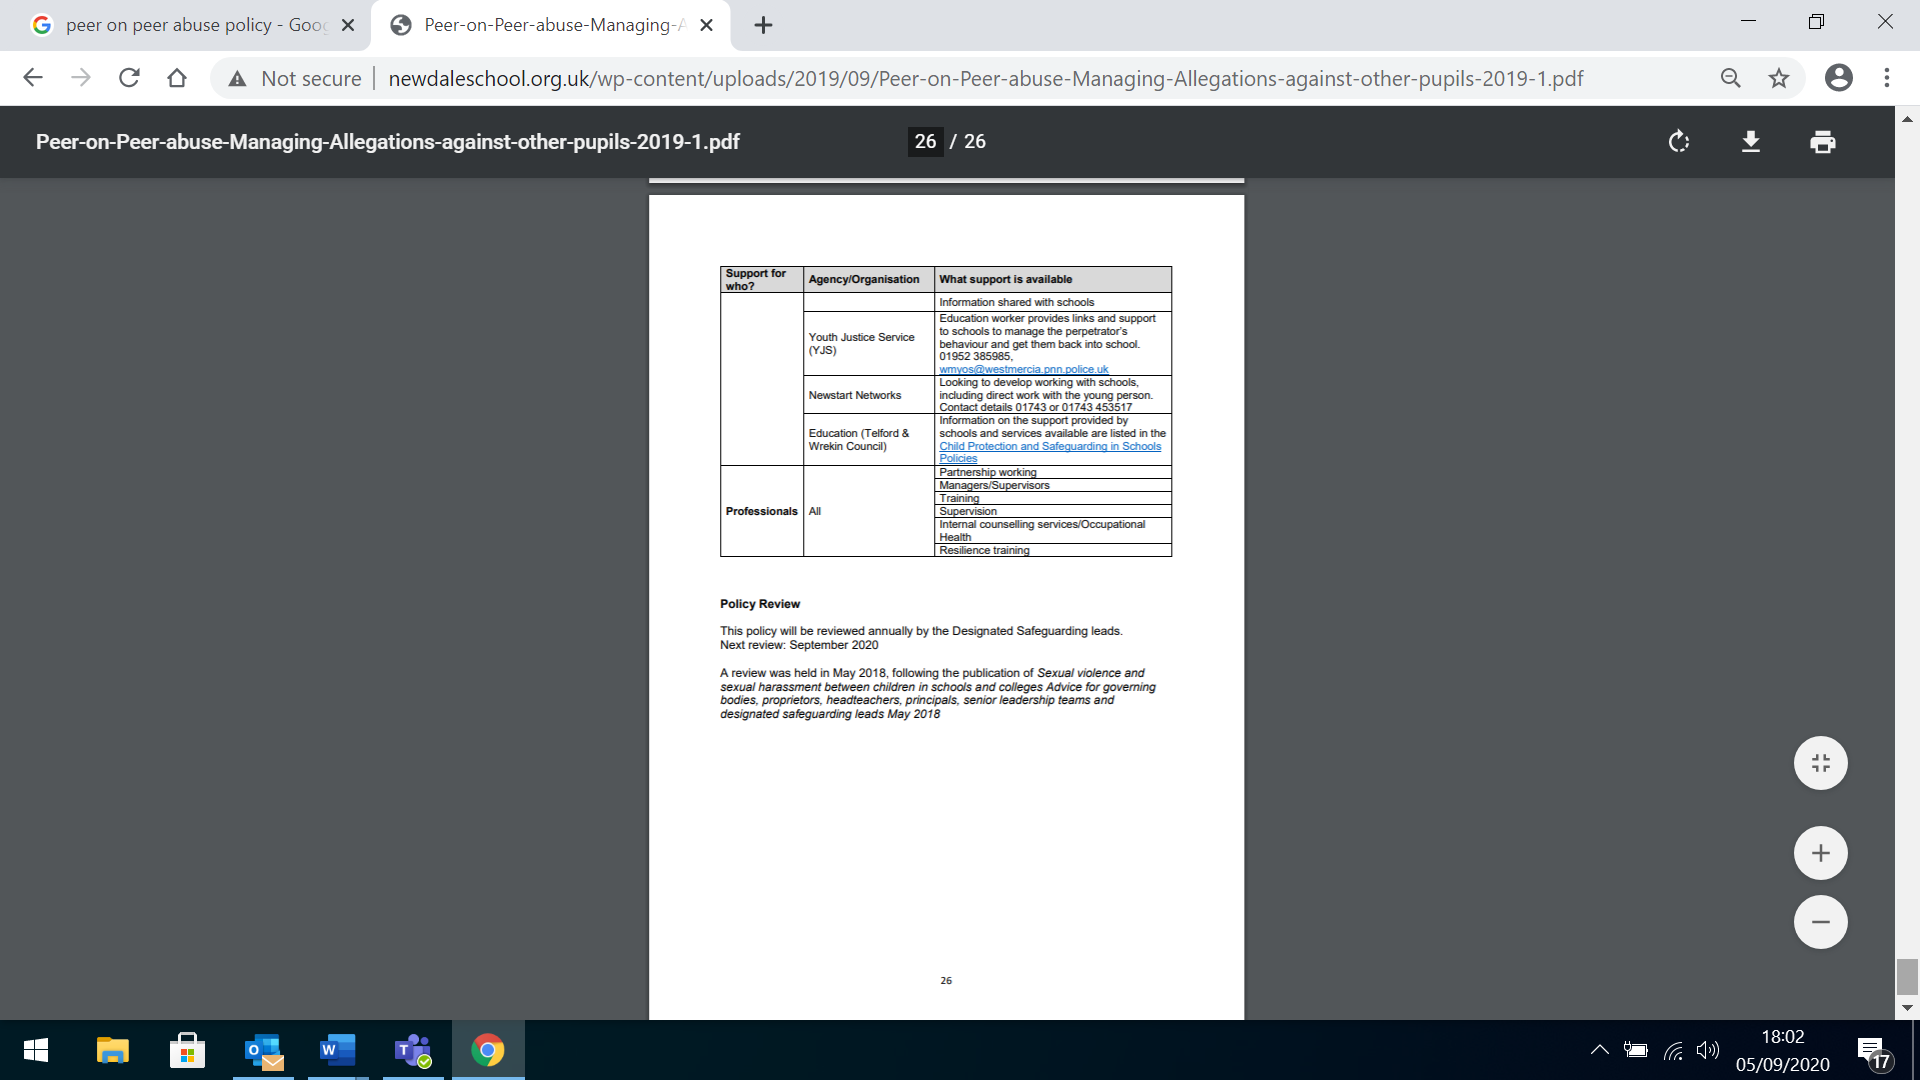 peer on peer abuse policy - Goo
Peer-on-Peer-abuse-Managing-A
Not secure
newdaleschool.org.uk/wp-content/uploads/2019/09/Peer-on-Peer-abuse-Managing-Allegations-against-other-pupils-2019-1.pdf
Peer-on-Peer-abuse-Managing-Allegations-against-other-pupils-2019-1.pdf
26 / 26
Support for
who?
Agency/Organisation
What support is available
Information shared with schools
Youth Justice Service
(YJS)
Education worker provides links and support
to schools to manage the perpetrator's
behaviour and get them back into school.
01952 385985,
wmyos@westmercia.pnn.police.uk
Newstart Networks
Looking to develop working with schools,
including direct work with the young person.
Contact details 01743 or 01743 453517
Education (Telford &
Wrekin Council)
Information on the support provided by
schools and services available are listed in the
Child Protection and Safeguarding in Schools
Policies
Professionals
All
Partnership working
Managers/Supervisors
Training
Supervision
Internal counselling services/Occupational
Health
Resilience training
Policy Review
This policy will be reviewed annually by the Designated Safeguarding leads.
Next review: September 2020
A review was held in May 2018, following the publication of Sexual violence and
sexual harassment between children in schools and colleges Advice for governing
bodies, proprietors, headteachers, principals, senior leadership teams and
designated safeguarding leads May 2018
26
18:02
05/09/2020
17